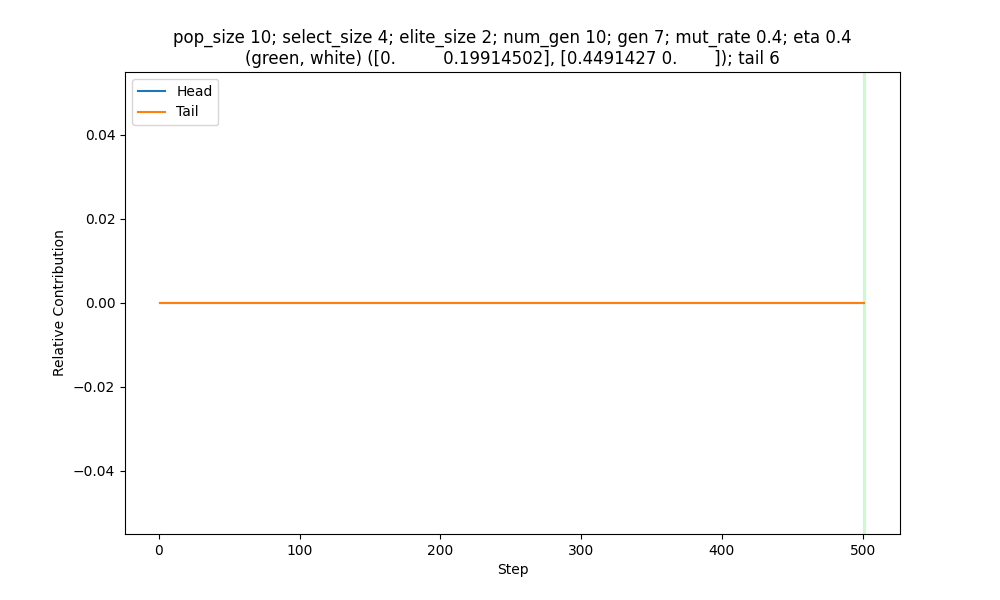 pop_size 10; select_size 4; elite_size 2; num_gen 10; gen 7; mut_rate 0.4; eta 0.4
(green, white) ([0.         0.19914502], [0.4491427 0.       ]); tail 6
Head
Tail
0.04
0.02
0.00
−0.02
−0.04
Relative Contribution
0 100 200 300 400 500
Step